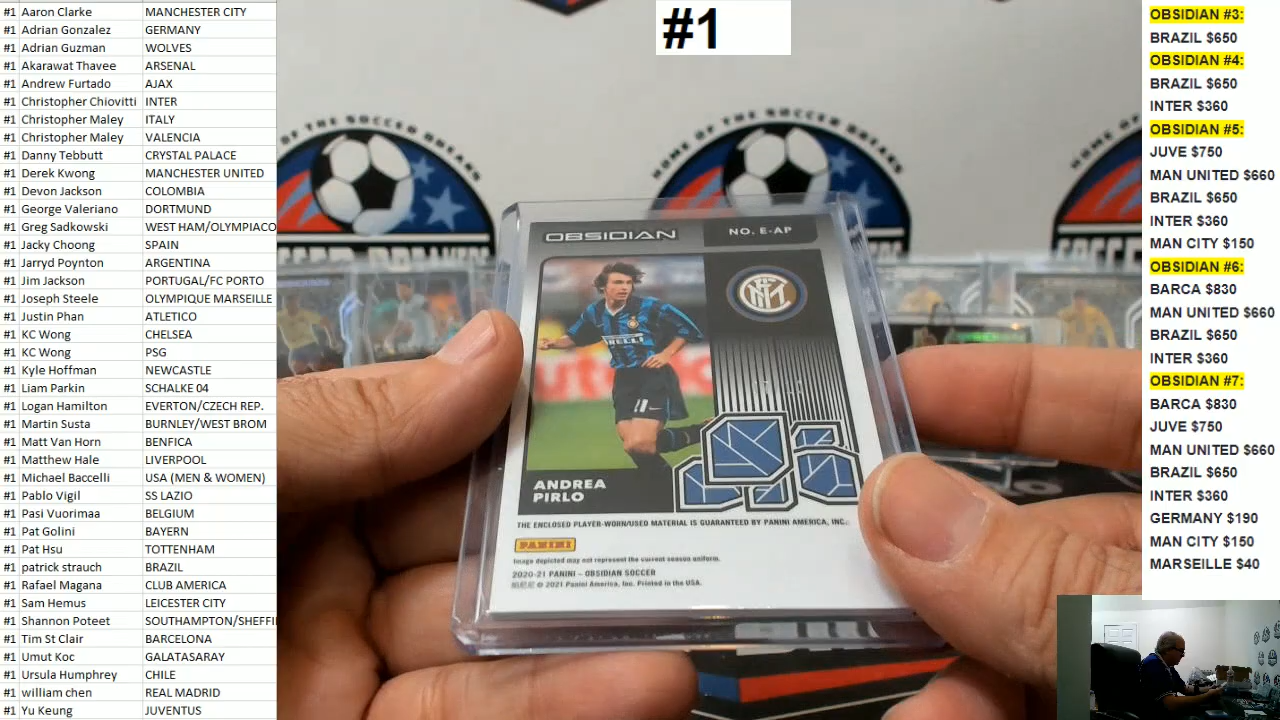 #1 Aaron Clarke MANCHESTER CITY
#1 Adrian Gonzalez GERMANY
#1 Adrian Guzman WOLVES
#1 Akarawat Thavee ARSENAL
#1 Andrew Furtado AJAX
#1 Christopher Chiovitti INTER
#1 Christopher Maley ITALY
#1 Christopher Maley VALENCIA
#1 Danny Tebbutt CRYSTAL PALACE
#1 Derek Kwong MANCHESTER UNITED
#1 Devon Jackson COLOMBIA
#1 George Valeriano DORTMUND
#1 Greg Sadkowski WEST HAM/OLYMPIACO
#1 Jacky Choong SPAIN
#1 Jarryd Poynton ARGENTINA
#1 Jim Jackson PORTUGAL/FC PORTO
#1 Joseph Steele OLYMPIQUE MARSEILLE
#1 Justin Phan ATLETICO
#1 KC Wong CHELSEA
#1 KC Wong PSG
#1 Kyle Hoffman NEWCASTLE
#1 Liam Parkin SCHALKE 04
#1 Logan Hamilton EVERTON/CZECH REP.
#1 Martin Susta BURNLEY/WEST BROM
#1 Matt Van Horn BENFICA
#1 Matthew Hale LIVERPOOL
#1 Michael Baccelli USA (MEN & WOMEN)
#1 Pablo Vigil SS LAZIO
#1 Pasi Vuorimaa BELGIUM
#1 Pat Golini BAYERN
#1 Pat Hsu TOTTENHAM
#1 patrick strauch BRAZIL
#1 Rafael Magana CLUB AMERICA
#1 Sam Hemus LEICESTER CITY
#1 Shannon Poteet SOUTHAMPTON/SHEFFI
#1 Tim St Clair BARCELONA
#1 Umut Koc GALATASARAY
#1 Ursula Humphrey CHILE
#1 william chen REAL MADRID
#1 Yu Keung JUVENTUS
#1
OF THE SOCCER BREAKS
HOME OF THE SOCCER BREAKS
HOME OF
OBSIDIAN
NO. E-AP
PIRELLI
ANDREA
PIRLO
THE ENCLOSED PLAYER-WORN/USED MATERIAL IS GUARANTEED BY PANINI AMERICA, INC.
PANINI
Image depicted may not represent the current season uniform.
2020-21 PANINI – OBSIDIAN SOCCER
© 2021 Panini America, Inc. Printed in the USA.
OBSIDIAN #3:
BRAZIL $650
OBSIDIAN #4:
BRAZIL $650
INTER $360
OBSIDIAN #5:
JUVE $750
MAN UNITED $660
BRAZIL $650
INTER $360
MAN CITY $150
OBSIDIAN #6:
BARCA $830
MAN UNITED $660
BRAZIL $650
INTER $360
OBSIDIAN #7:
BARCA $830
JUVE $750
MAN UNITED $660
BRAZIL $650
INTER $360
GERMANY $190
MAN CITY $150
MARSEILLE $40